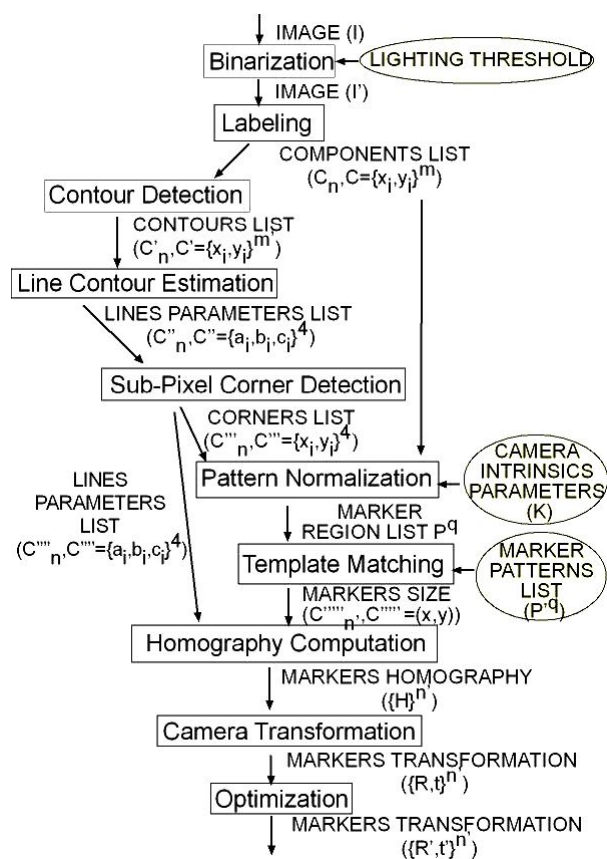 IMAGE (I)
Binarization
LIGHTING THRESHOLD
IMAGE (I')
Labeling
COMPONENTS LIST
(Cn,C={xi,yi}m)
Contour Detection
CONTOURS LIST
(C'n,C'={xi,yi}m')
Line Contour Estimation
LINES PARAMETERS LIST
(C''n,C''={ai,bi,ci}4)
Sub-Pixel Corner Detection
CORNERS LIST
(C'''n,C'''={xi,yi}4)
Pattern Normalization
CAMERA
INTRINSICS
PARAMETERS
(K)
LINES
PARAMETERS
LIST
(C''''n,C''''={ai,bi,ci}4)
MARKER
REGION LIST Pq
Template Matching
MARKER
PATTERNS
LIST
(P'q)
MARKERS SIZE
(C'''''n',C'''''=(x,y))
Homography Computation
MARKERS HOMOGRAPHY
({H}n')
Camera Transformation
MARKERS TRANSFORMATION
({R,t}n')
Optimization
MARKERS TRANSFORMATION
({R',t'}n')